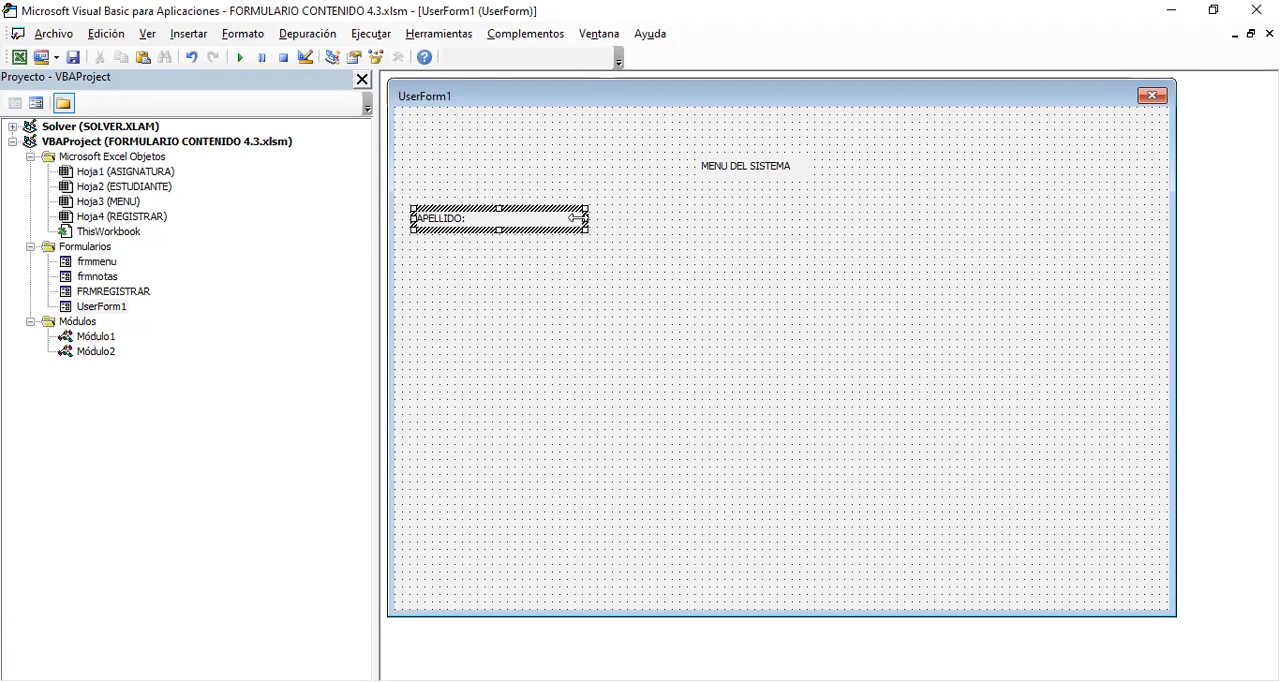 Microsoft Visual Basic para Aplicaciones - FORMULARIO CONTENIDO 4.3.xlsm - [UserForm1 (UserForm)]
Archivo Edición Ver Insertar Formato Depuración Ejecutar Herramientas Complementos Ventana Ayuda
Proyecto - VBAProject
Solver (SOLVER.XLAM)
VBAProject (FORMULARIO CONTENIDO 4.3.xlsm)
Microsoft Excel Objetos
Hoja1 (ASIGNATURA)
Hoja2 (ESTUDIANTE)
Hoja3 (MENU)
Hoja4 (REGISTRAR)
ThisWorkbook
Formularios
frmmenu
frmnotas
FRMREGISTRAR
UserForm1
Módulos
Módulo1
Módulo2
UserForm1
MENU DEL SISTEMA
APELLIDO: